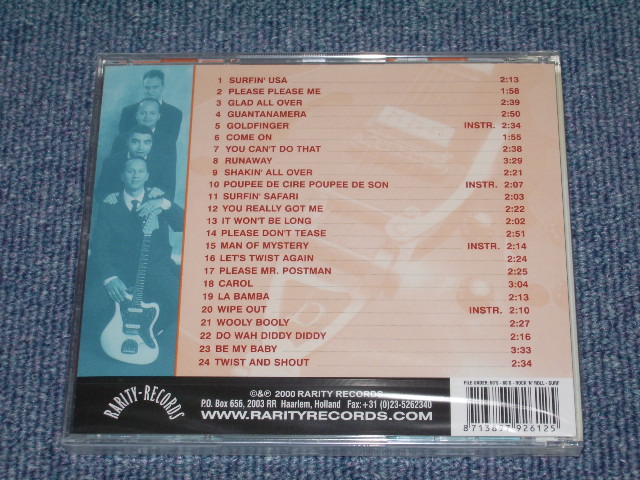 1 SURFIN' USA 2:13
2 PLEASE PLEASE ME 1:58
3 GLAD ALL OVER 2:39
4 GUANTANAMERA 2:50
5 GOLDFINGER INSTR. 2:34
6 COME ON 1:55
7 YOU CAN'T DO THAT 2:38
8 RUNAWAY 3:29
9 SHAKIN' ALL OVER 2:21
10 POUPEE DE CIRE POUPEE DE SON INSTR. 2:07
11 SURFIN' SAFARI 2:03
12 YOU REALLY GOT ME 2:22
13 IT WON'T BE LONG 2:02
14 PLEASE DON'T TEASE 2:51
15 MAN OF MYSTERY INSTR. 2:14
16 LET'S TWIST AGAIN 2:24
17 PLEASE MR. POSTMAN 2:25
18 CAROL 3:04
19 LA BAMBA 2:13
20 WIPE OUT INSTR. 2:10
21 WOOLY BOOLY 2:27
22 DO WAH DIDDY DIDDY 2:16
23 BE MY BABY 3:33
24 TWIST AND SHOUT 2:34
RARITY-RECORDS
©&℗ 2000 RARITY RECORDS
P.O. Box 656, 2003 RR Haarlem, Holland Fax:+31 (0)23-5262340
WWW.RARITYRECORDS.COM
FILE UNDER: 50'S - 60'S - ROCK 'N' ROLL - SURF